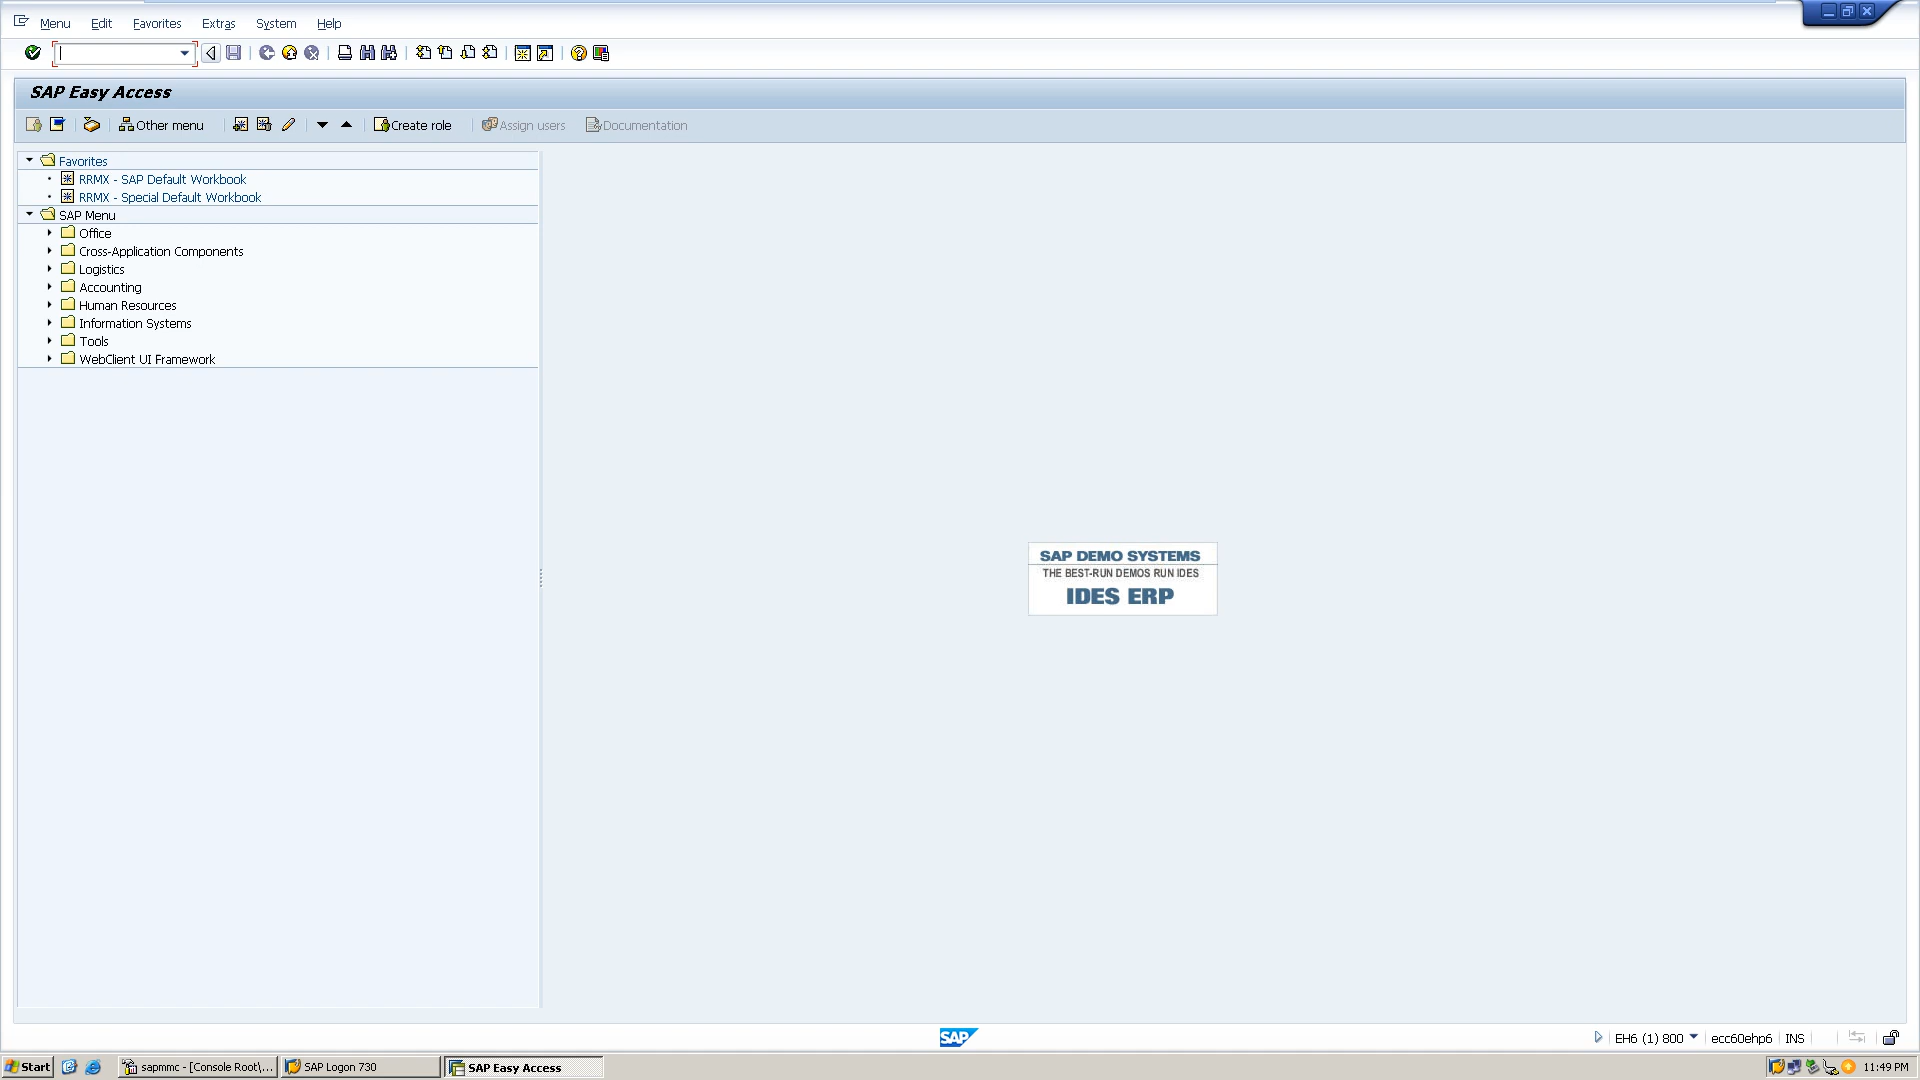 Menu Edit Favorites Extras System Help
SAP Easy Access
Other menu Create role Assign users Documentation
Favorites
RRMX - SAP Default Workbook
RRMX - Special Default Workbook
SAP Menu
Office
Cross-Application Components
Logistics
Accounting
Human Resources
Information Systems
Tools
WebClient UI Framework
SAP DEMO SYSTEMS
THE BEST-RUN DEMOS RUN IDES
IDES ERP
SAP EH6 (1) 800 ecc60ehp6 INS
Start sapmmc - [Console Root\... SAP Logon 730 SAP Easy Access 11:49 PM